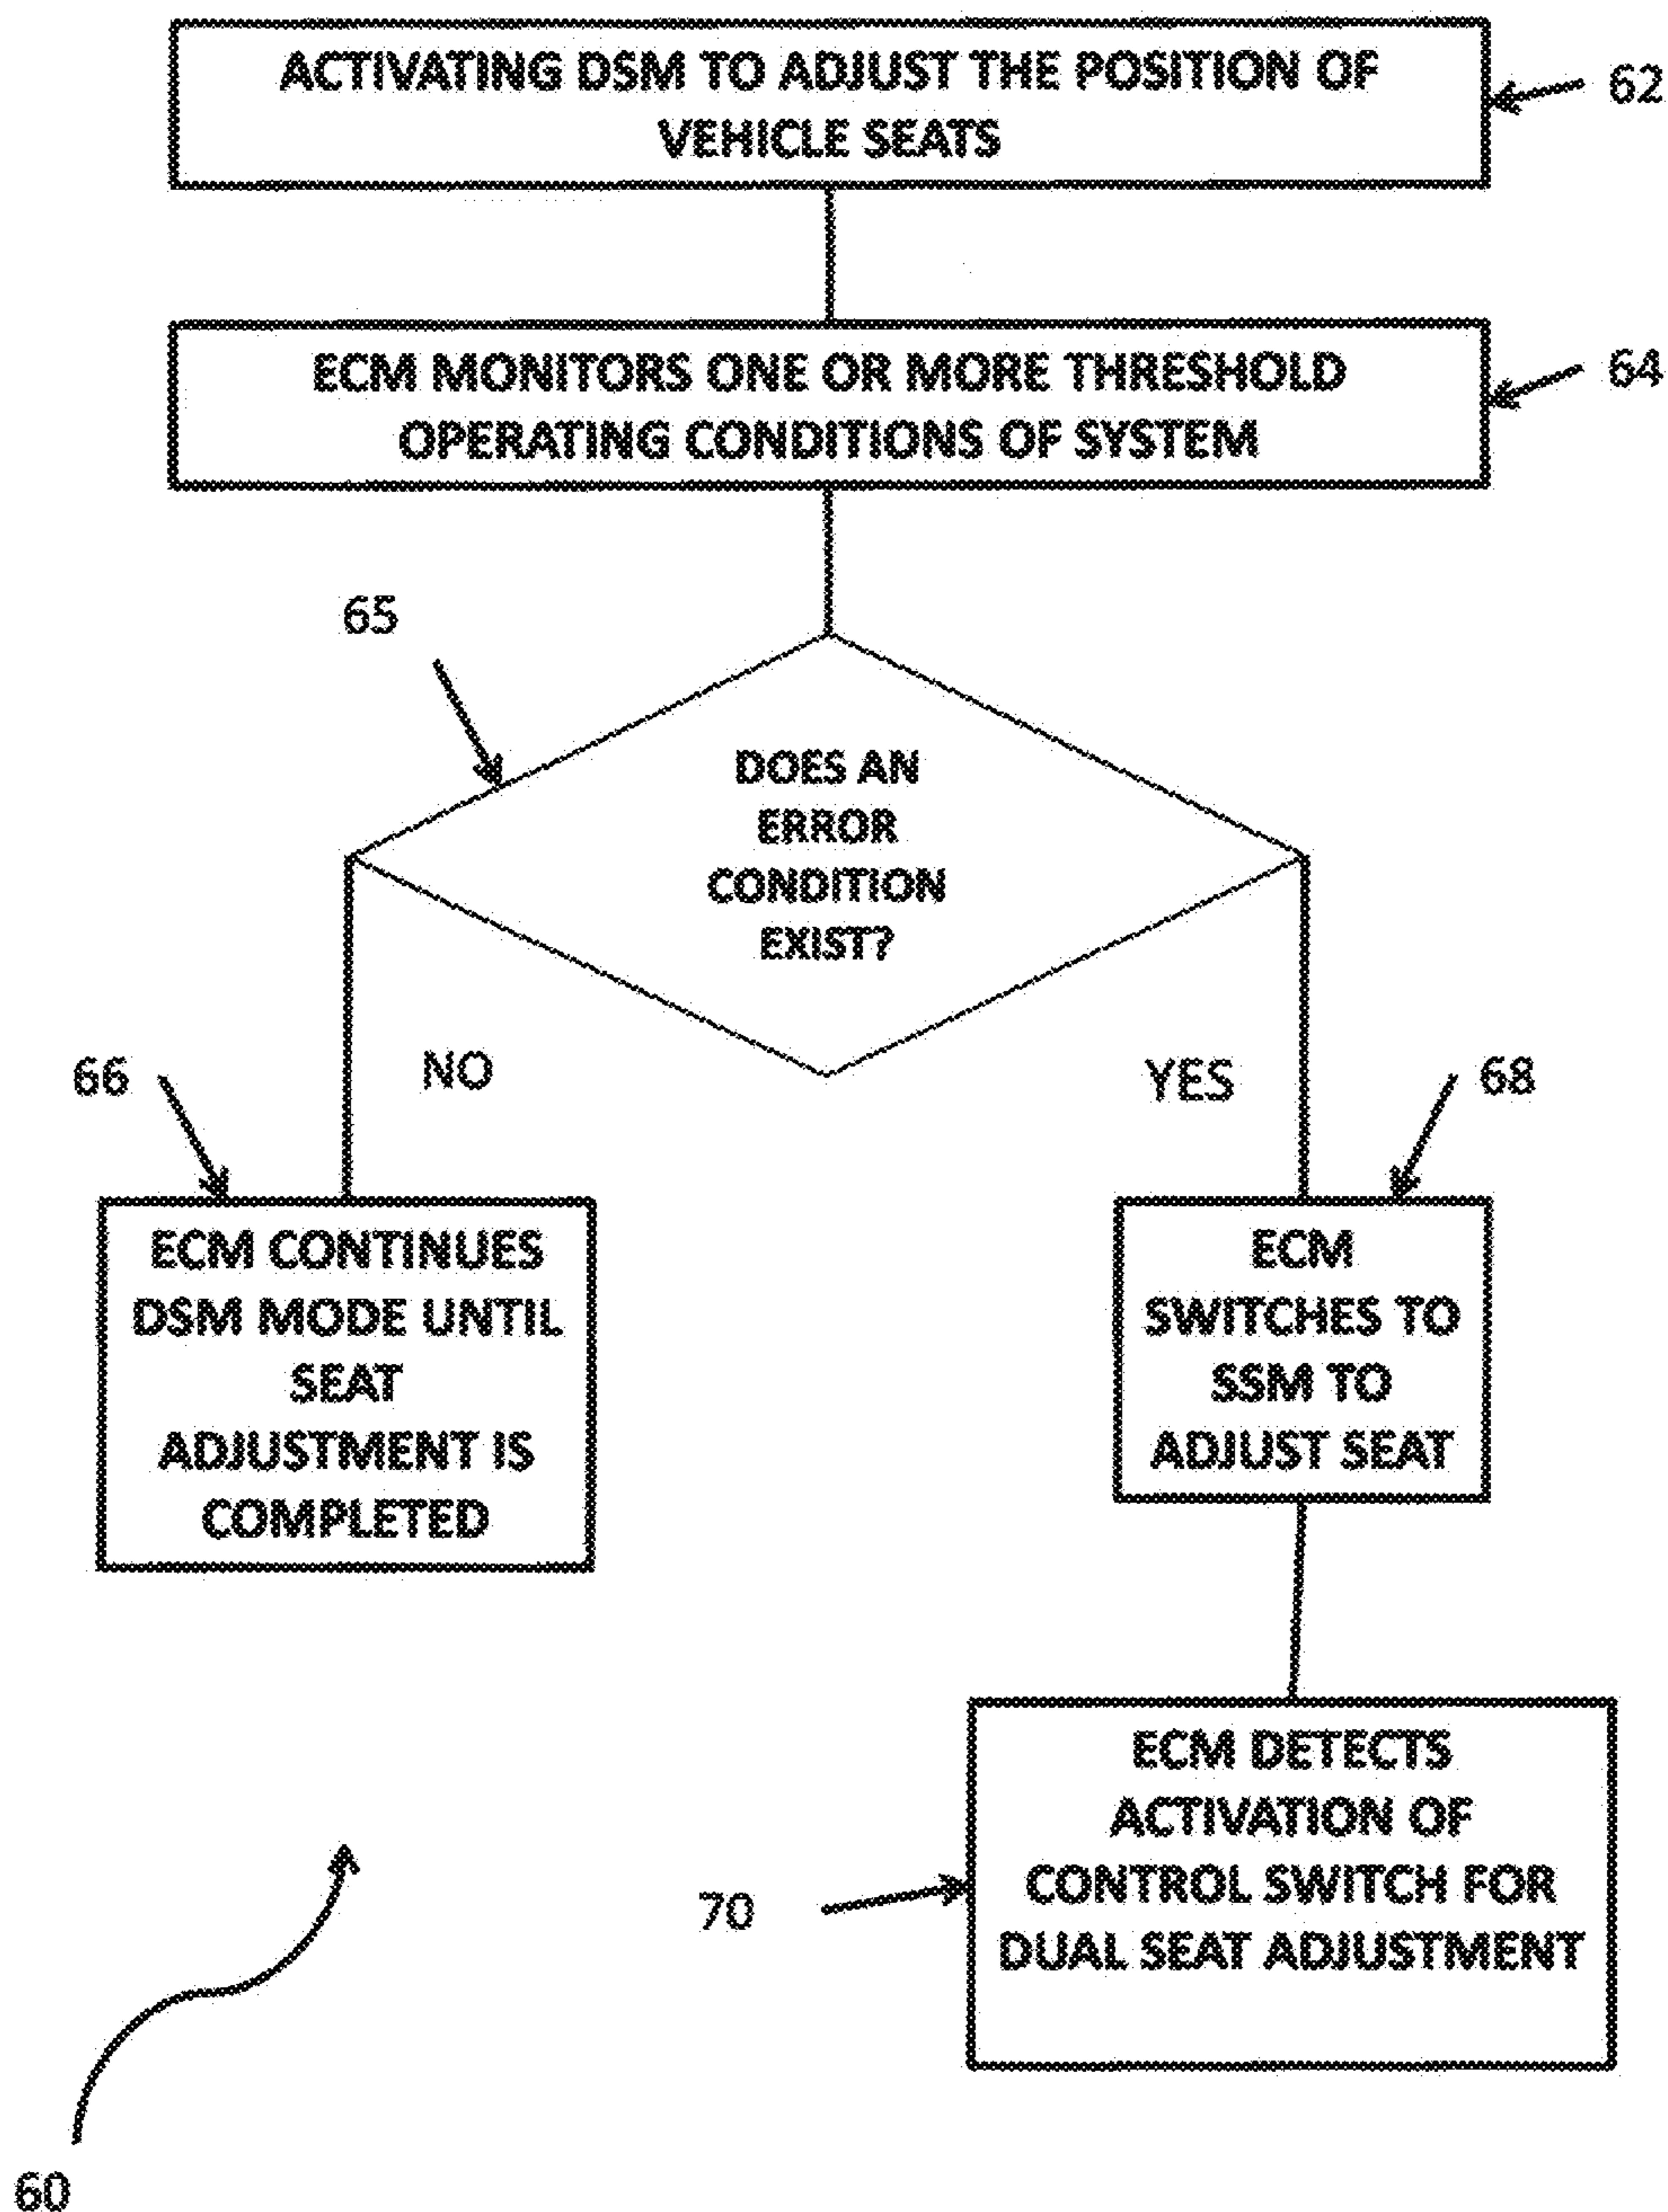 ACTIVATING DSM TO ADJUST THE POSITION OF
VEHICLE SEATS
62
ECM MONITORS ONE OR MORE THRESHOLD
OPERATING CONDITIONS OF SYSTEM
64
65
DOES AN
ERROR
CONDITION
EXIST?
66
NO
YES
68
ECM CONTINUES
DSM MODE UNTIL
SEAT
ADJUSTMENT IS
COMPLETED
ECM
SWITCHES TO
SSM TO
ADJUST SEAT
70
ECM DETECTS
ACTIVATION OF
CONTROL SWITCH FOR
DUAL SEAT ADJUSTMENT
60